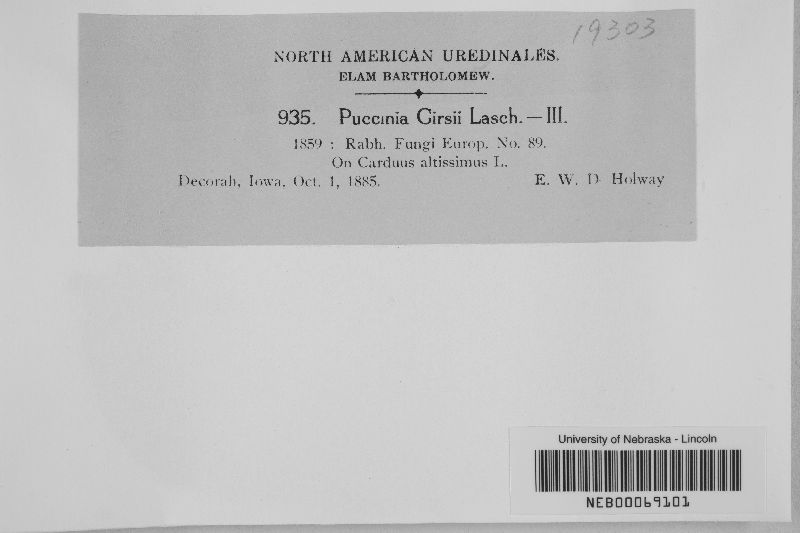 19303
NORTH AMERICAN UREDINALES.
ELAM BARTHOLOMEW.
935. Puccinia Cirsii Lasch.—III.
1859 : Rabh. Fungi Europ. No. 89.
On Carduus altissimus L.
Decorah, Iowa, Oct. 1, 1885. E. W. D. Holway
University of Nebraska - Lincoln
NEB00069101